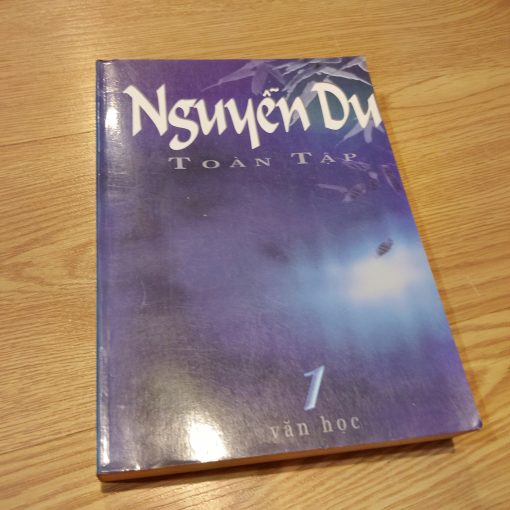 Nguyễn Du
TOÀN TẬP
1
văn học